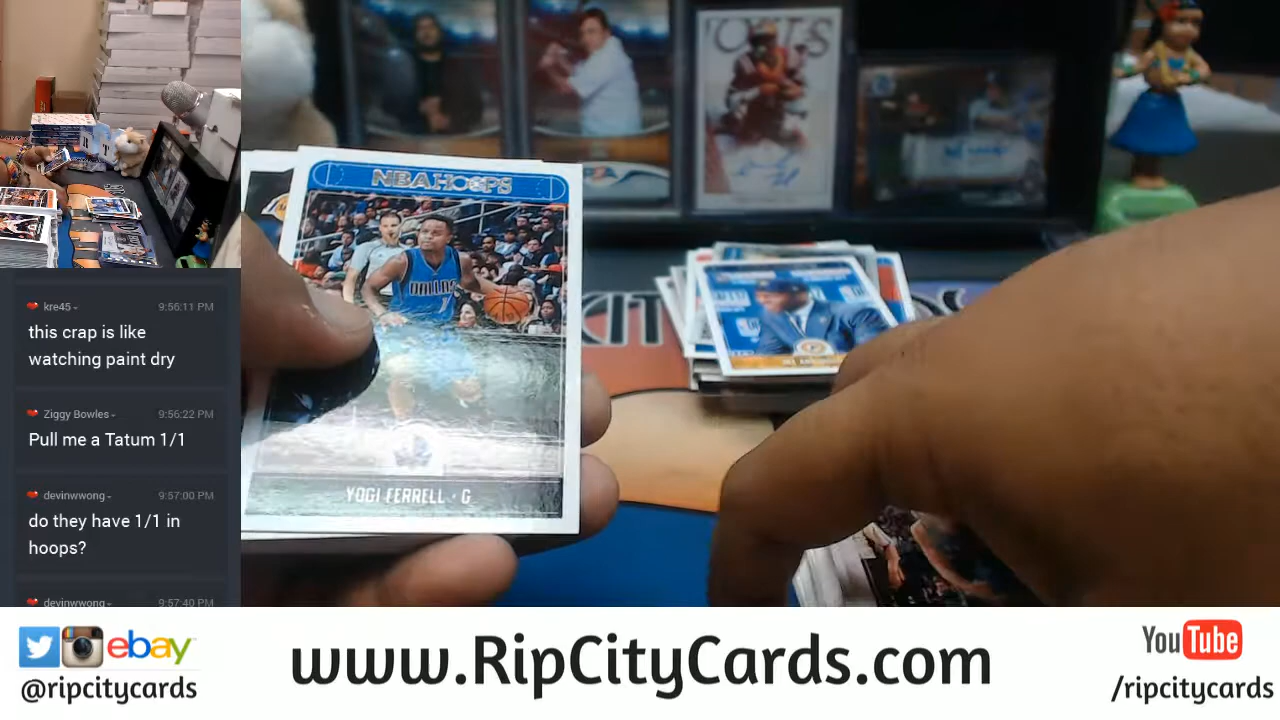 kre45
9:56:11 PM
this crap is like
watching paint dry
Ziggy Bowles
9:56:22 PM
Pull me a Tatum 1/1
devinwwong
9:57:00 PM
do they have 1/1 in
hoops?
devinwwong
9:57:40 PM
NBA HOOPS
DALLAS
YOGI FERRELL · G
ebay
@ripcitycards
www.RipCityCards.com
YouTube
/ripcitycards